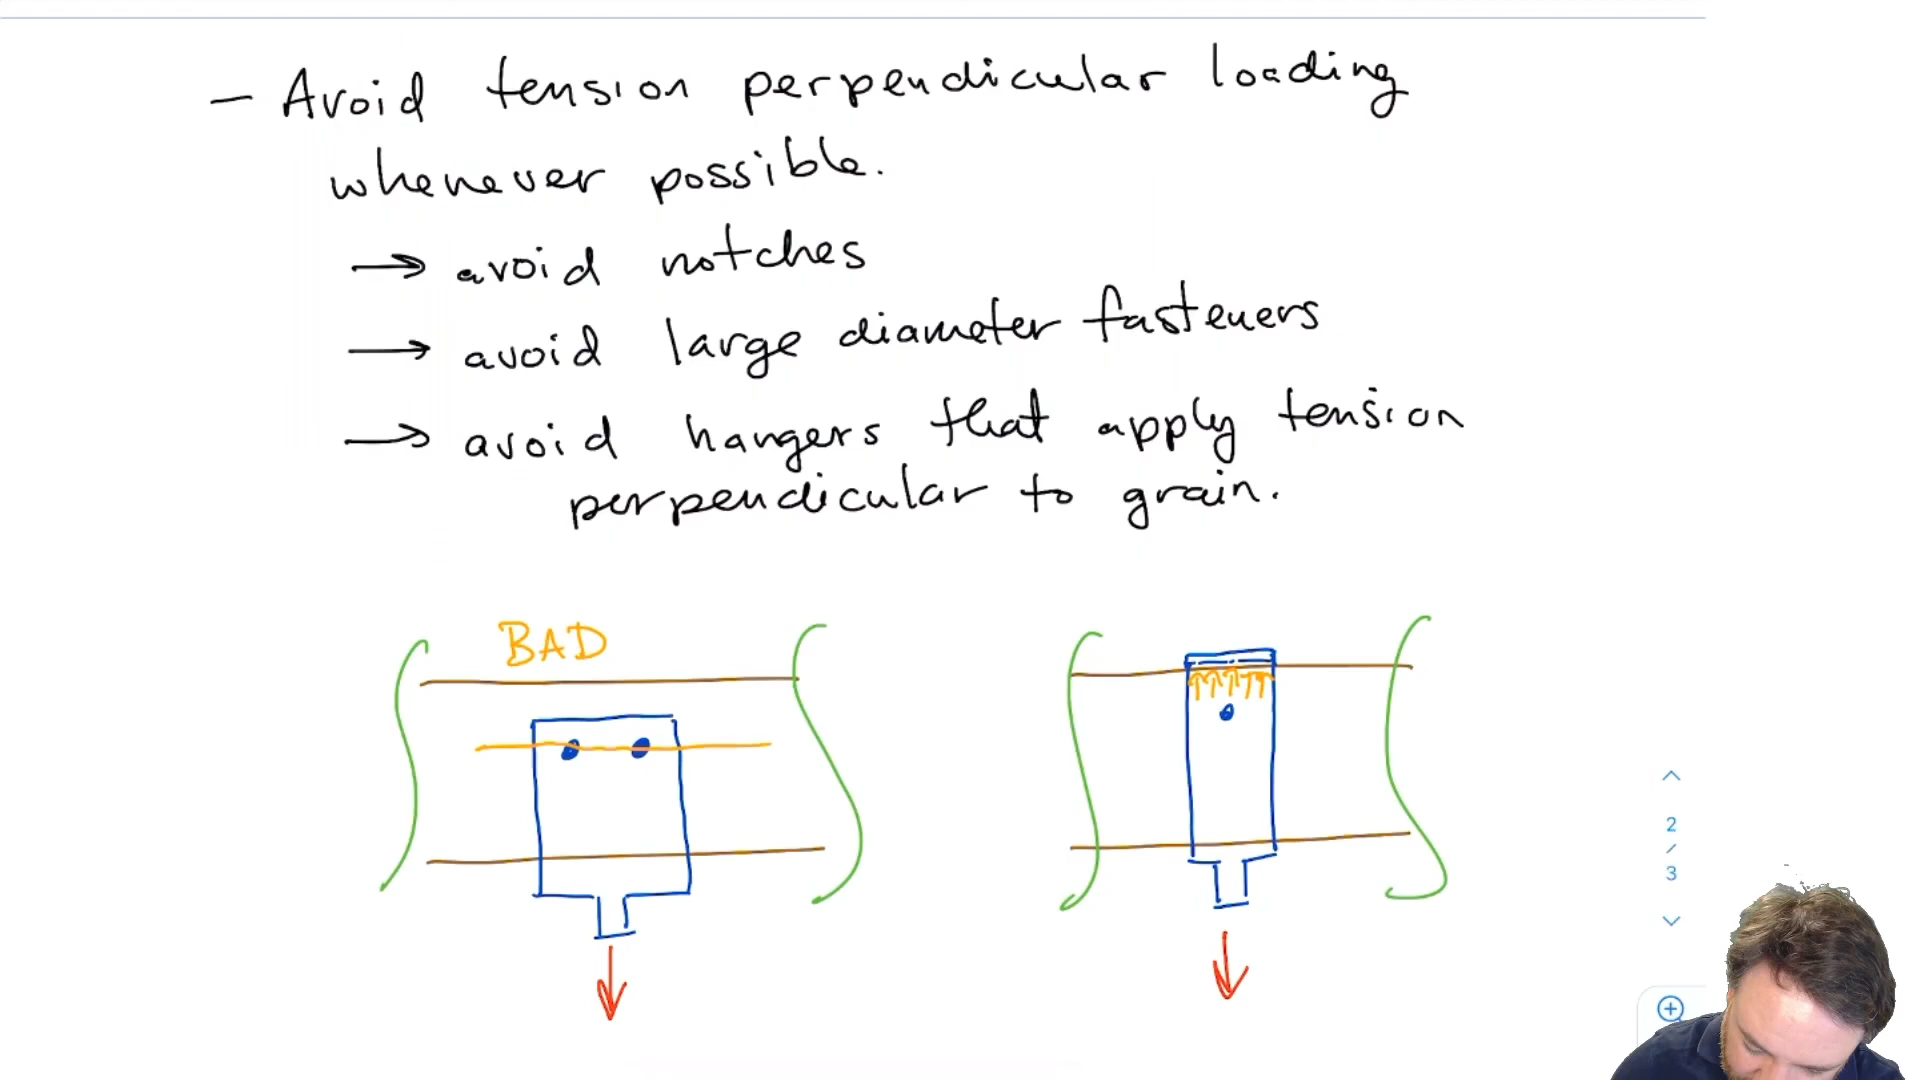 - Avoid tension perpendicular loading
whenever possible.
→ avoid notches
→ avoid large diameter fasteners
→ avoid hangers that apply tension
perpendicular to grain.
BAD
2
/
3